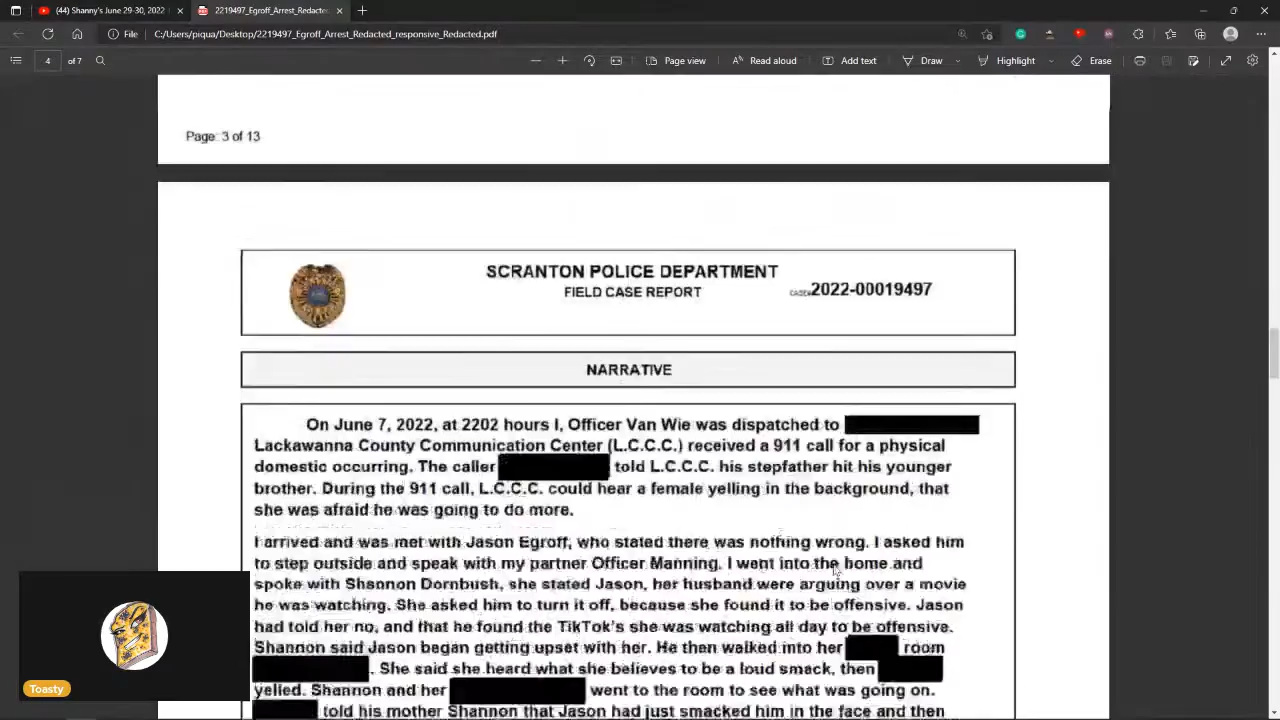 (44) Shanny's June 29-30, 2022
2219497_Egroff_Arrest_Redacted
File
C:/Users/piqua/Desktop/2219497_Egroff_Arrest_Redacted_responsive_Redacted.pdf
4 of 7
Page view
Read aloud
Add text
Draw
Highlight
Erase
Page: 3 of 13
SCRANTON POLICE DEPARTMENT
FIELD CASE REPORT
CASE# 2022-00019497
NARRATIVE
On June 7, 2022, at 2202 hours I, Officer Van Wie was dispatched to
Lackawanna County Communication Center (L.C.C.C.) received a 911 call for a physical
domestic occurring. The caller told L.C.C.C. his stepfather hit his younger
brother. During the 911 call, L.C.C.C. could hear a female yelling in the background, that
she was afraid he was going to do more.
I arrived and was met with Jason Egroff, who stated there was nothing wrong. I asked him
to step outside and speak with my partner Officer Manning. I went into the home and
spoke with Shannon Dornbush, she stated Jason, her husband were arguing over a movie
he was watching. She asked him to turn it off, because she found it to be offensive. Jason
had told her no, and that he found the TikTok's she was watching all day to be offensive.
Shannon said Jason began getting upset with her. He then walked into her room
. She said she heard what she believes to be a loud smack, then
yelled. Shannon and her went to the room to see what was going on.
told his mother Shannon that Jason had just smacked him in the face and then
Toasty